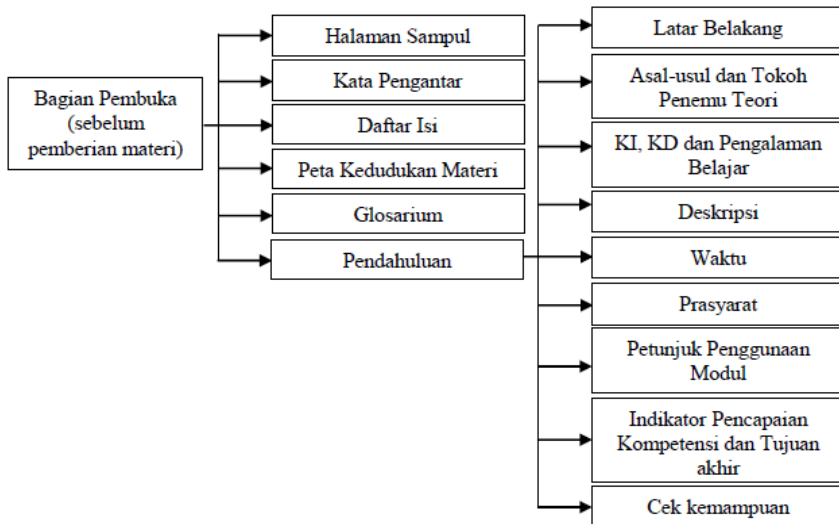 Bagian Pembuka
(sebelum
pemberian materi)
Halaman Sampul
Kata Pengantar
Daftar Isi
Peta Kedudukan Materi
Glosarium
Pendahuluan
Latar Belakang
Asal-usul dan Tokoh
Penemu Teori
KI, KD dan Pengalaman
Belajar
Deskripsi
Waktu
Prasyarat
Petunjuk Penggunaan
Modul
Indikator Pencapaian
Kompetensi dan Tujuan
akhir
Cek kemampuan